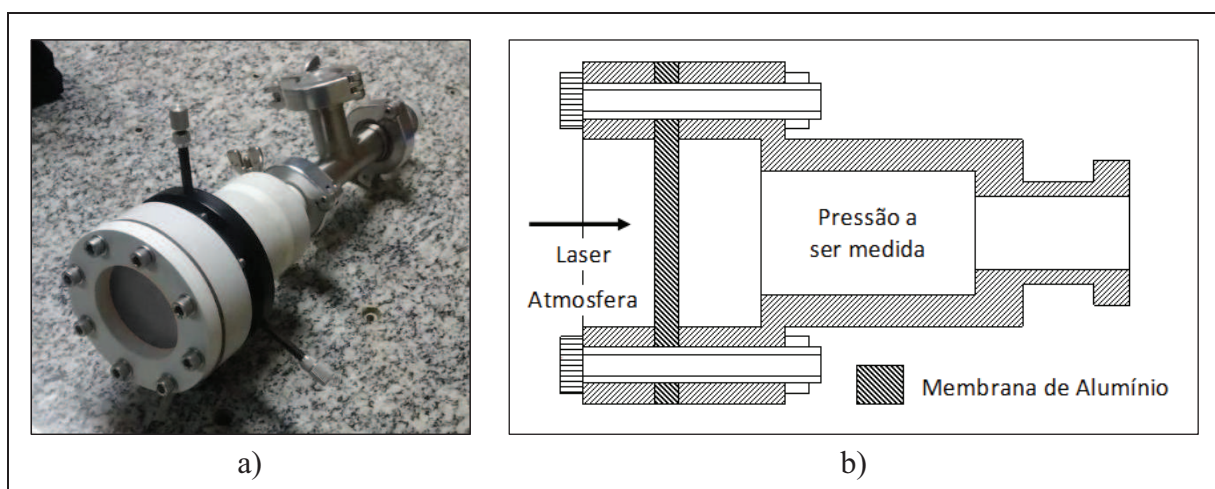 Pressão a
ser medida
Laser
Atmosfera
Membrana de Alumínio
a)
b)